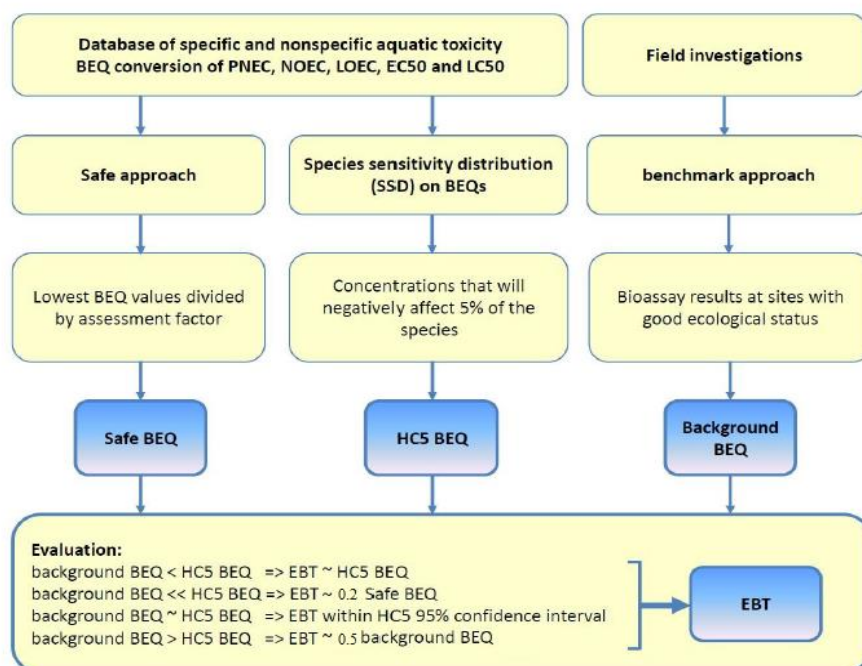 Database of specific and nonspecific aquatic toxicity
BEQ conversion of PNEC, NOEC, LOEC, EC50 and LC50
Field investigations
Safe approach
Species sensitivity distribution
(SSD) on BEQs
benchmark approach
Lowest BEQ values divided
by assessment factor
Concentrations that will
negatively affect 5% of the
species
Bioassay results at sites with
good ecological status
Safe BEQ
HC5 BEQ
Background
BEQ
Evaluation:
background BEQ < HC5 BEQ => EBT ~ HC5 BEQ
background BEQ << HC5 BEQ => EBT ~ 0.2 Safe BEQ
background BEQ ~ HC5 BEQ => EBT within HC5 95% confidence interval
background BEQ > HC5 BEQ => EBT ~ 0.5 background BEQ
EBT